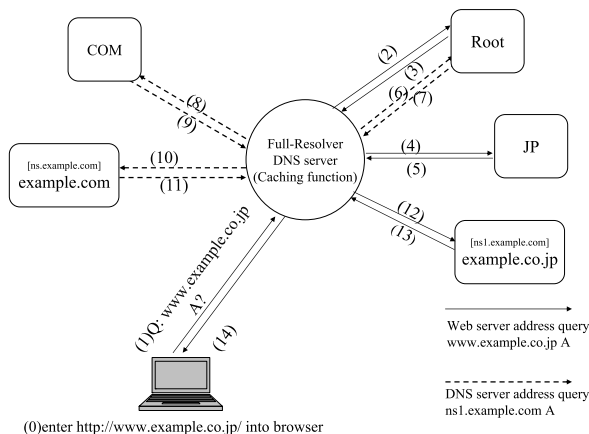 COM
Root
(2)
(3)
(6)
(7)
(8)
(9)
Full-Resolver
DNS server
(Caching function)
(4)
(5)
JP
[ns.example.com]
example.com
(10)
(11)
(12)
(13)
[ns1.example.com]
example.co.jp
(1)Q: www.example.co.jp
A?
(14)
Web server address query
www.example.co.jp A
DNS server address query
ns1.example.com A
(0)enter http://www.example.co.jp/ into browser